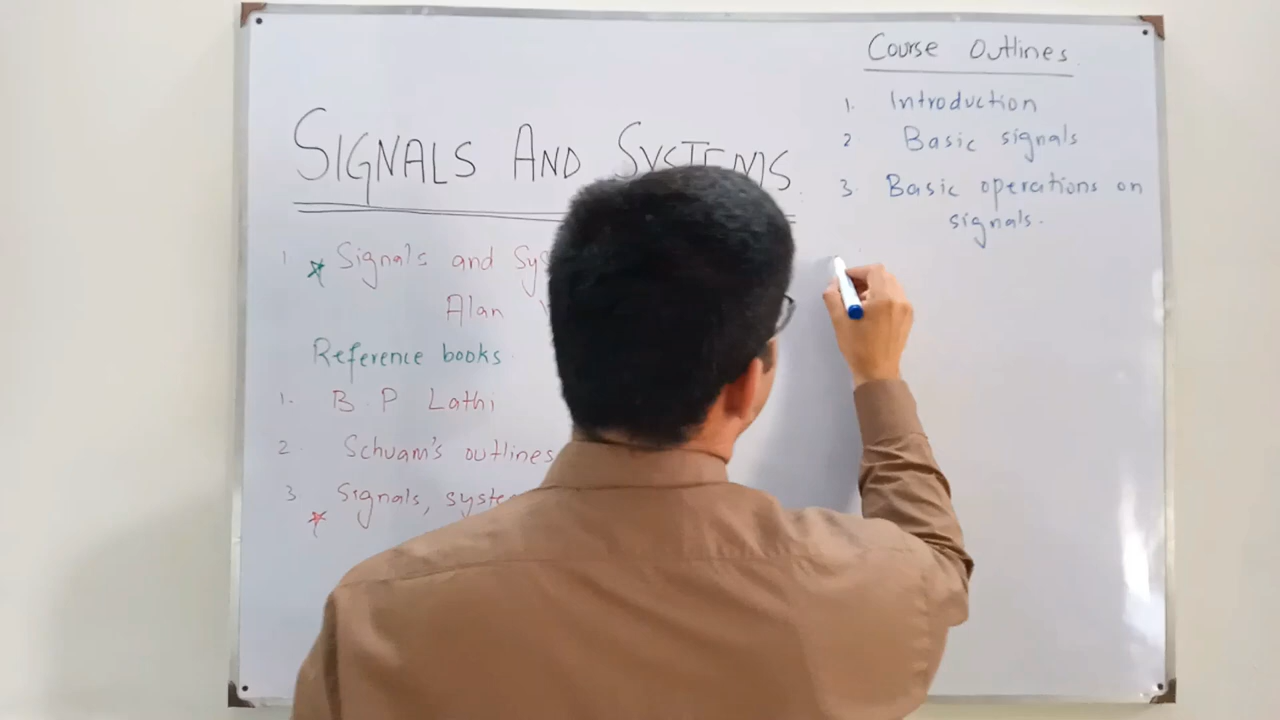 SIGNALS AND SYSTEMS
1. Signals and
Alan
Reference books.
1. B. P Lathi
2. Schuam's outlines
3. Signals,
Course Outlines.
1. Introduction
2. Basic signals
3. Basic operations on
signals.